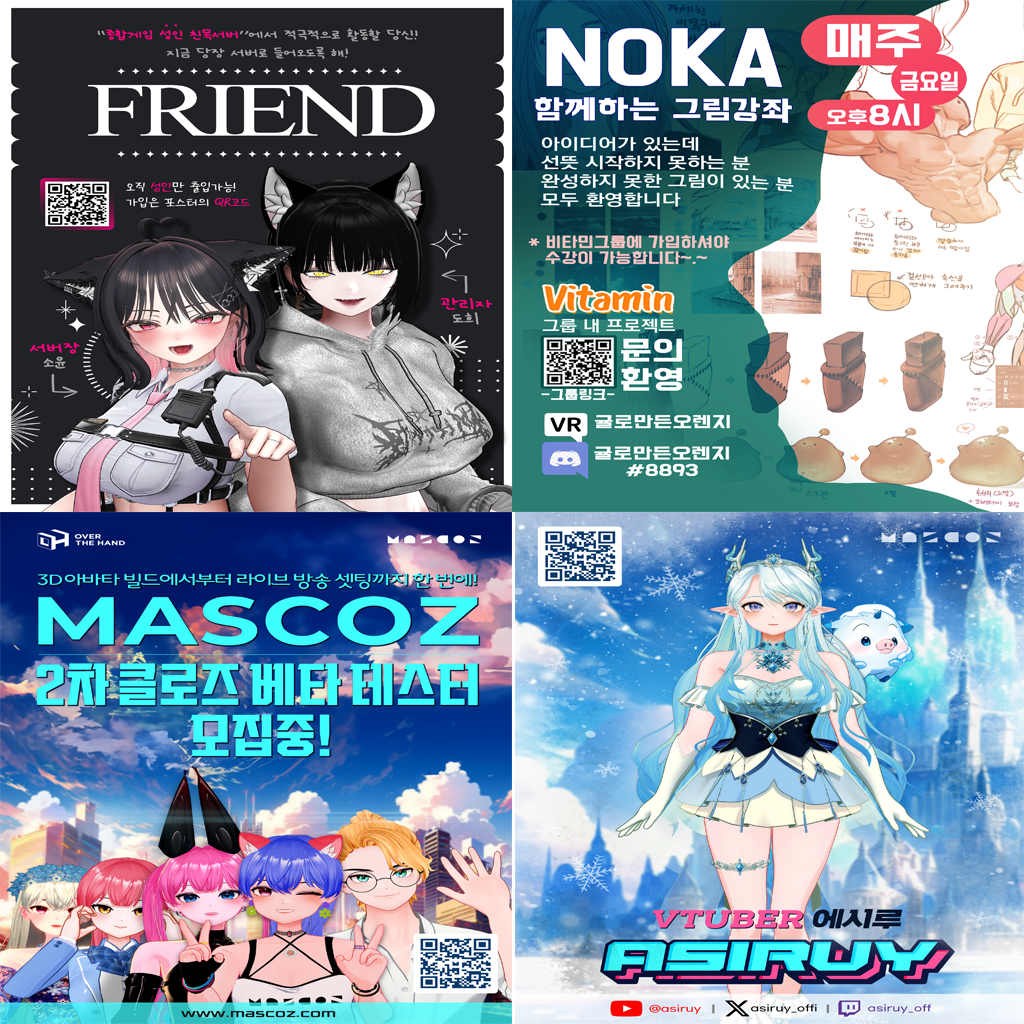 "종합게임 성인 친목서버"에서 적극적으로 활동할 당신!
지금 당장 서버로 들어오도록 해!
FRIEND
오직 성인만 출입가능!
가입은 포스터의 QR코드
관리자
도희
서버장
소윤
NOKA
함께하는 그림강좌
매주
금요일
오후8시
아이디어가 있는데
선뜻 시작하지 못하는 분
완성하지 못한 그림이 있는 분
모두 환영합니다
* 비타민그룹에 가입하셔야
수강이 가능합니다~.~
Vitamin
그룹 내 프로젝트
문의
환영
-그룹링크-
VR 귤로만든오렌지
귤로만든오렌지
#8893
OVER
THE HAND
MASCOZ
3D아바타 빌드에서부터 라이브 방송 셋팅까지 한 번에!
MASCOZ
2차 클로즈 베타 테스터
모집중!
MASCOZ
www.mascoz.com
MASCOZ
VTUBER 에시루
ASIRUY
@asiruy | asiruy_offi | asiruy_off